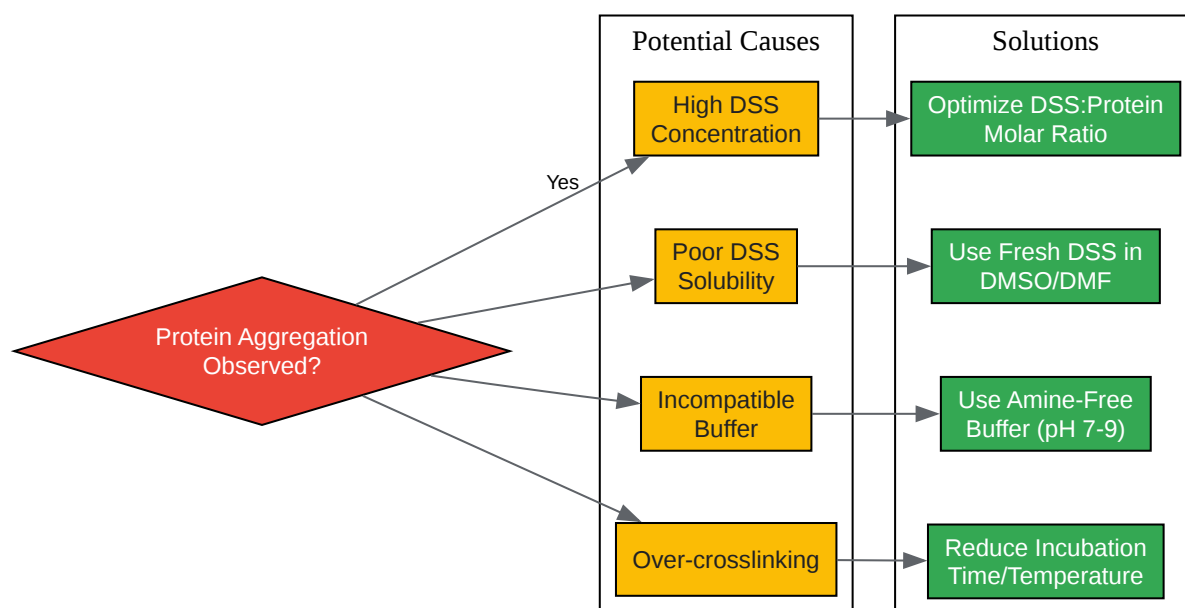 Potential Causes
Solutions
High DSS
Concentration
Optimize DSS:Protein
Molar Ratio
Yes
Poor DSS
Solubility
Use Fresh DSS in
DMSO/DMF
Protein Aggregation
Observed?
Incompatible
Buffer
Use Amine-Free
Buffer (pH 7-9)
Over-crosslinking
Reduce Incubation
Time/Temperature